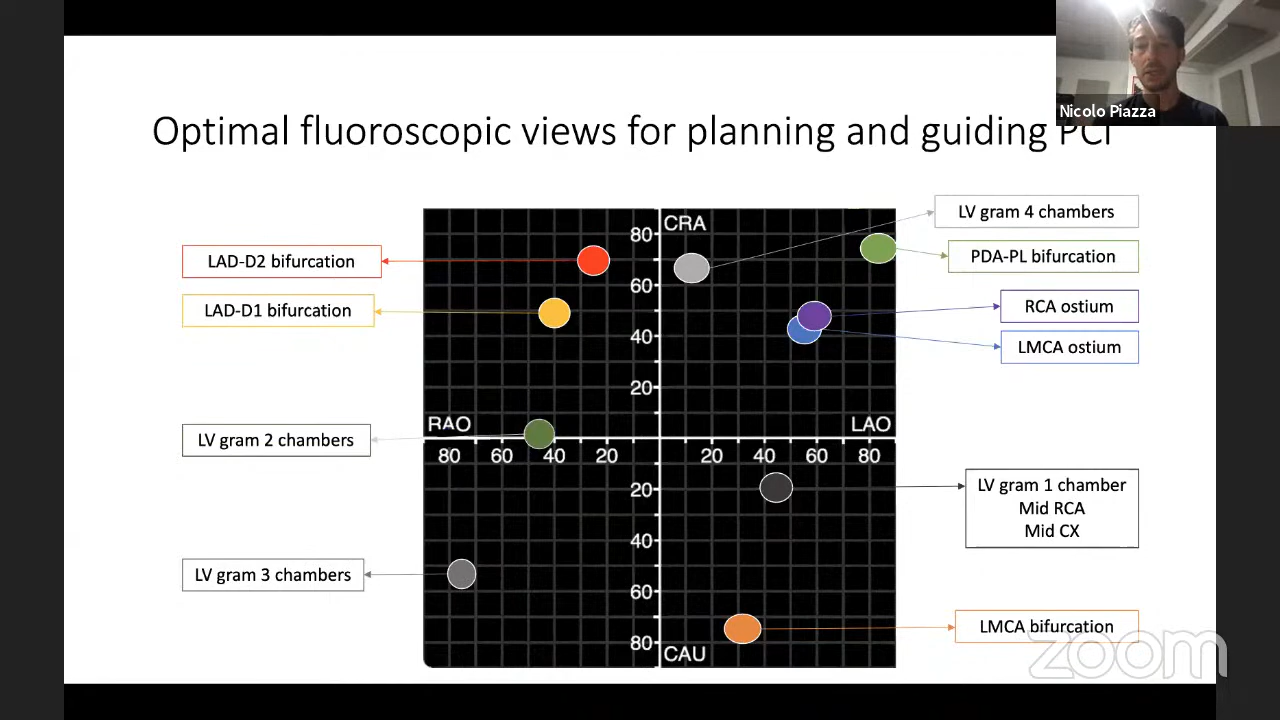 Nicolo Piazza
Optimal fluoroscopic views for planning and guiding PCI
LV gram 4 chambers
CRA
80
LAD-D2 bifurcation
PDA-PL bifurcation
60
LAD-D1 bifurcation
RCA ostium
40
LMCA ostium
20
RAO
LAO
LV gram 2 chambers
80 60 40 20
20 40 60 80
20
LV gram 1 chamber
Mid RCA
Mid CX
40
LV gram 3 chambers
60
LMCA bifurcation
80
CAU
zoom